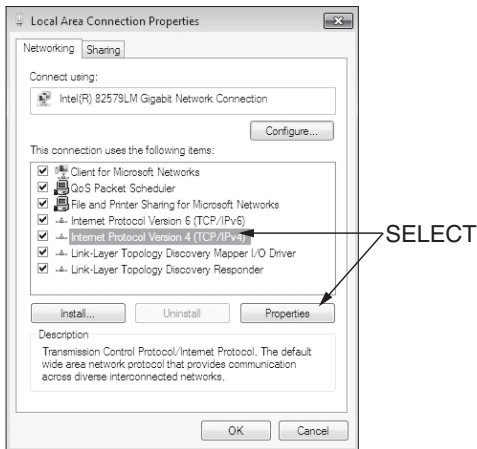 Local Area Connection Properties
Networking Sharing
Connect using:
Intel(R) 82579LM Gigabit Network Connection
Configure...
This connection uses the following items:
Client for Microsoft Networks
QoS Packet Scheduler
File and Printer Sharing for Microsoft Networks
Internet Protocol Version 6 (TCP/IPv6)
Internet Protocol Version 4 (TCP/IPv4)
SELECT
Link-Layer Topology Discovery Mapper I/O Driver
Link-Layer Topology Discovery Responder
Install... Uninstall Properties
Description
Transmission Control Protocol/Internet Protocol. The default
wide area network protocol that provides communication
across diverse interconnected networks.
OK Cancel